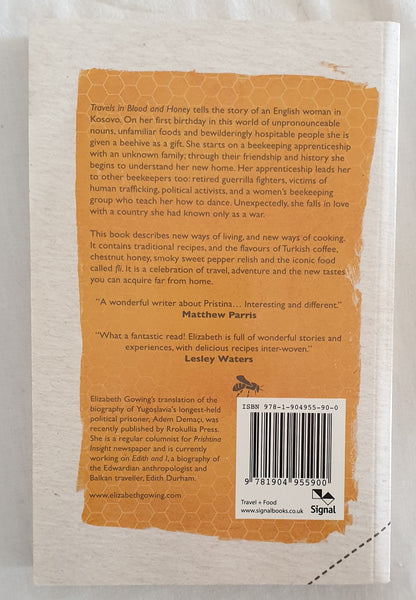 Travels in Blood and Honey tells the story of an English woman in
Kosovo. On her first birthday in this world of unpronounceable
nouns, unfamiliar foods and bewilderingly hospitable people she is
given a beehive as a gift. She starts on a beekeeping apprenticeship
with an unknown family; through their friendship and history she
begins to understand her new home. Her apprenticeship leads her
to other beekeepers too: retired guerrilla fighters, victims of
human trafficking, political activists, and a women's beekeeping
group who teach her how to dance. Unexpectedly, she falls in love
with a country she had known only as a war.
This book describes new ways of living, and new ways of cooking.
It contains traditional recipes, and the flavours of Turkish coffee,
chestnut honey, smoky sweet pepper relish and the iconic food
called fli. It is a celebration of travel, adventure and the new tastes
you can acquire far from home.
"A wonderful writer about Pristina… Interesting and different."
Matthew Parris
"What a fantastic read! Elizabeth is full of wonderful stories and
experiences, with delicious recipes inter-woven."
Lesley Waters
Elizabeth Gowing's translation of the
biography of Yugoslavia's longest-held
political prisoner, Adem Demaçi, was
recently published by Rrokullia Press.
She is a regular columnist for Prishtina
Insight newspaper and is currently
working on Edith and I, a biography of
the Edwardian anthropologist and
Balkan traveller, Edith Durham.
www.elizabethgowing.com
ISBN 978-1-904955-90-0
9 781904 955900
Travel + Food
www.signalbooks.co.uk
Signal